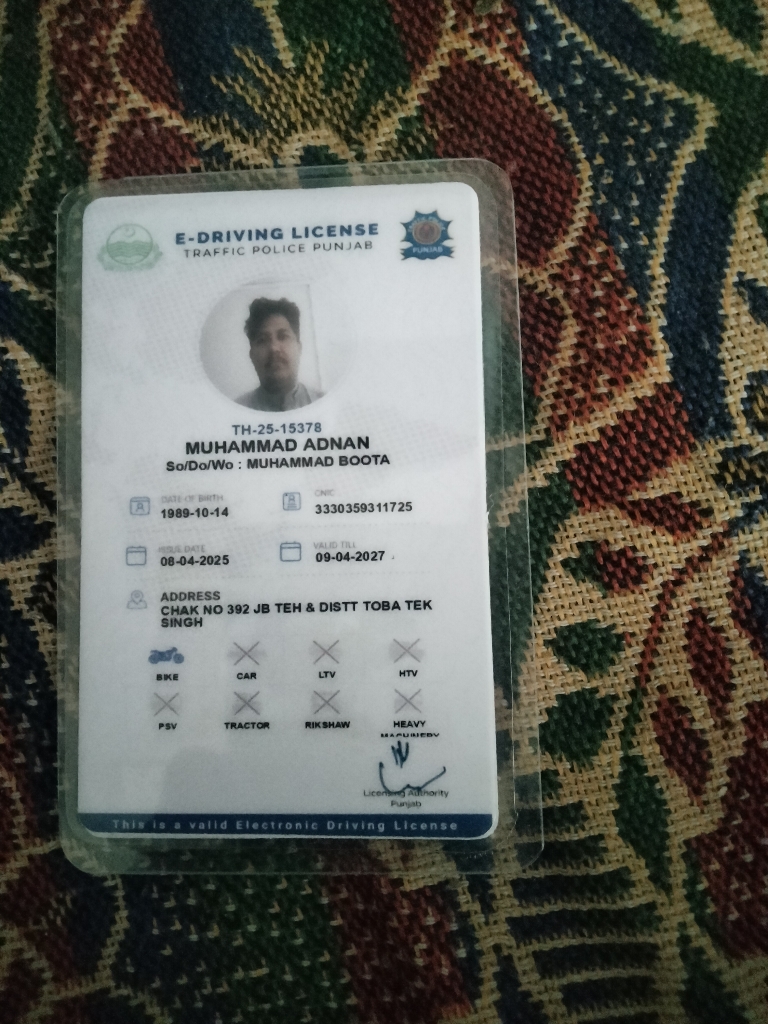 E-DRIVING LICENSE
TRAFFIC POLICE PUNJAB
PUNJAB
TH-25-15378
MUHAMMAD ADNAN
So/Do/Wo : MUHAMMAD BOOTA
DATE OF BIRTH
1989-10-14
CNIC
3330359311725
ISSUE DATE
08-04-2025
VALID TILL
09-04-2027
ADDRESS
CHAK NO 392 JB TEH & DISTT TOBA TEK
SINGH
BIKE CAR LTV HTV
PSV TRACTOR RIKSHAW HEAVY
MACHINERY
Licensing Authority
Punjab
This is a valid Electronic Driving License